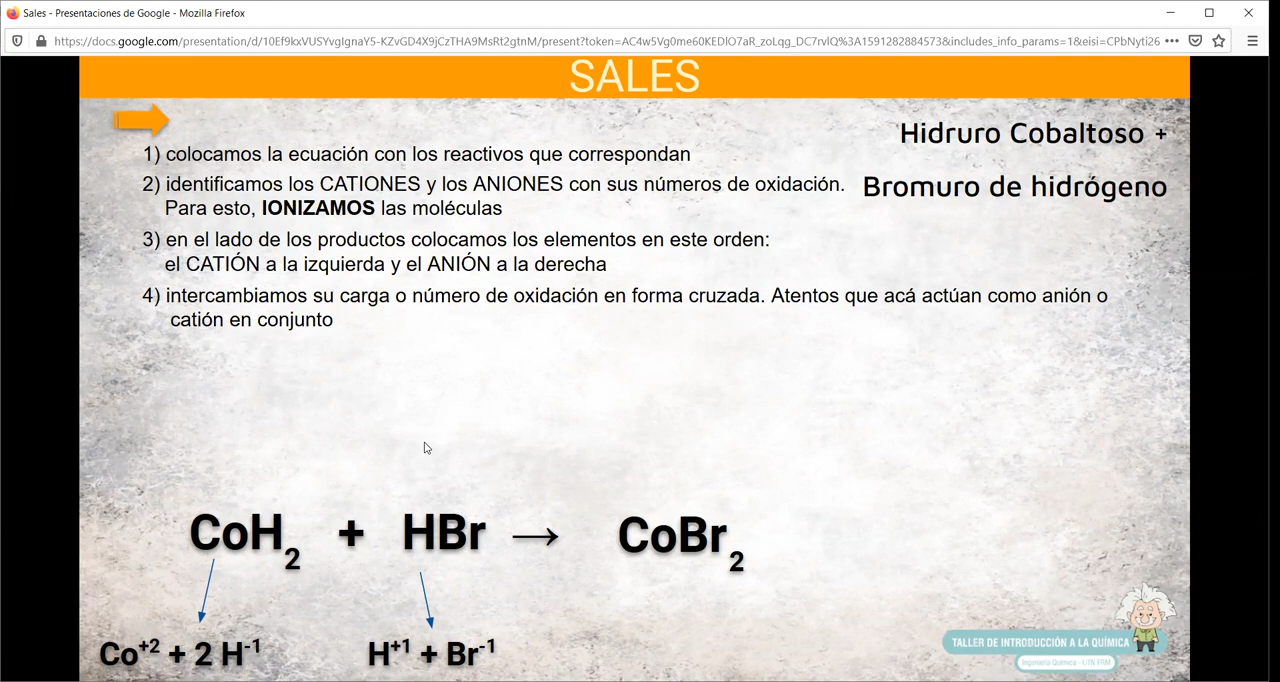 Sales - Presentaciones de Google - Mozilla Firefox
https://docs.google.com/presentation/d/10Ef9kxVUSYvgIgnaY5-KZvGD4X9jCzTHA9MsRt2gtnM/present?token=AC4w5Vg0me60KEDlO7aR_zoLqg_DC7rvlQ%3A1591282884573&includes_info_params=1&eisi=CPbNyti26
SALES
Hidruro Cobaltoso +
Bromuro de hidrógeno
1) colocamos la ecuación con los reactivos que correspondan
2) identificamos los CATIONES y los ANIONES con sus números de oxidación.
Para esto, IONIZAMOS las moléculas
3) en el lado de los productos colocamos los elementos en este orden:
el CATIÓN a la izquierda y el ANIÓN a la derecha
4) intercambiamos su carga o número de oxidación en forma cruzada. Atentos que acá actúan como anión o
catión en conjunto
CoH₂ + HBr → CoBr₂
Co⁺² + 2 H⁻¹ H⁺¹ + Br⁻¹
TALLER DE INTRODUCCIÓN A LA QUÍMICA
Ingeniería Química - UTN FRM